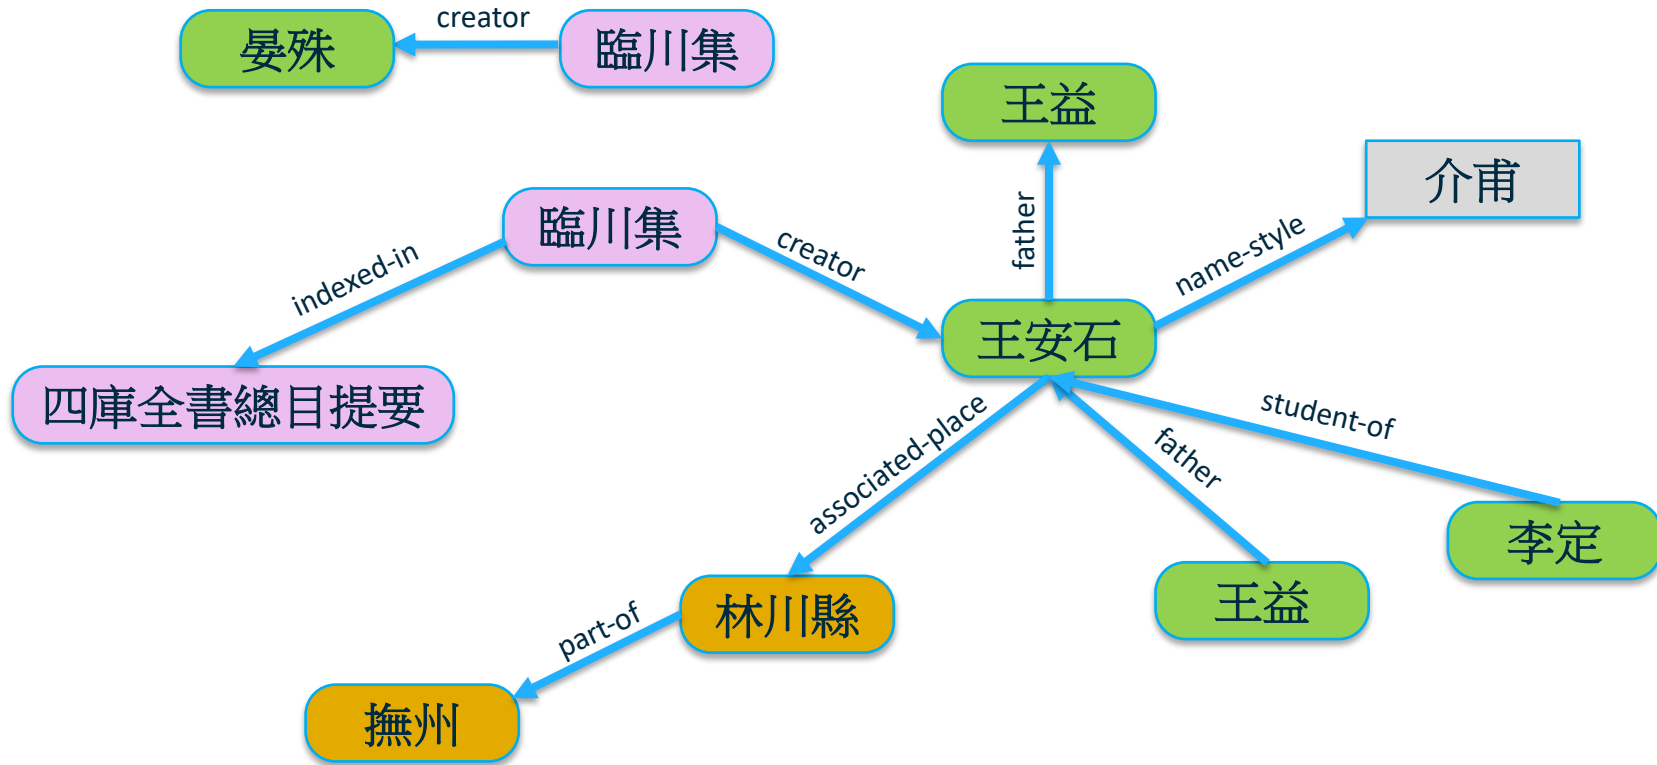 creator
晏殊
臨川集
王益
介甫
father
name-style
臨川集
creator
indexed-in
王安石
四庫全書總目提要
associated-place
student-of
father
李定
王益
林川縣
part-of
撫州